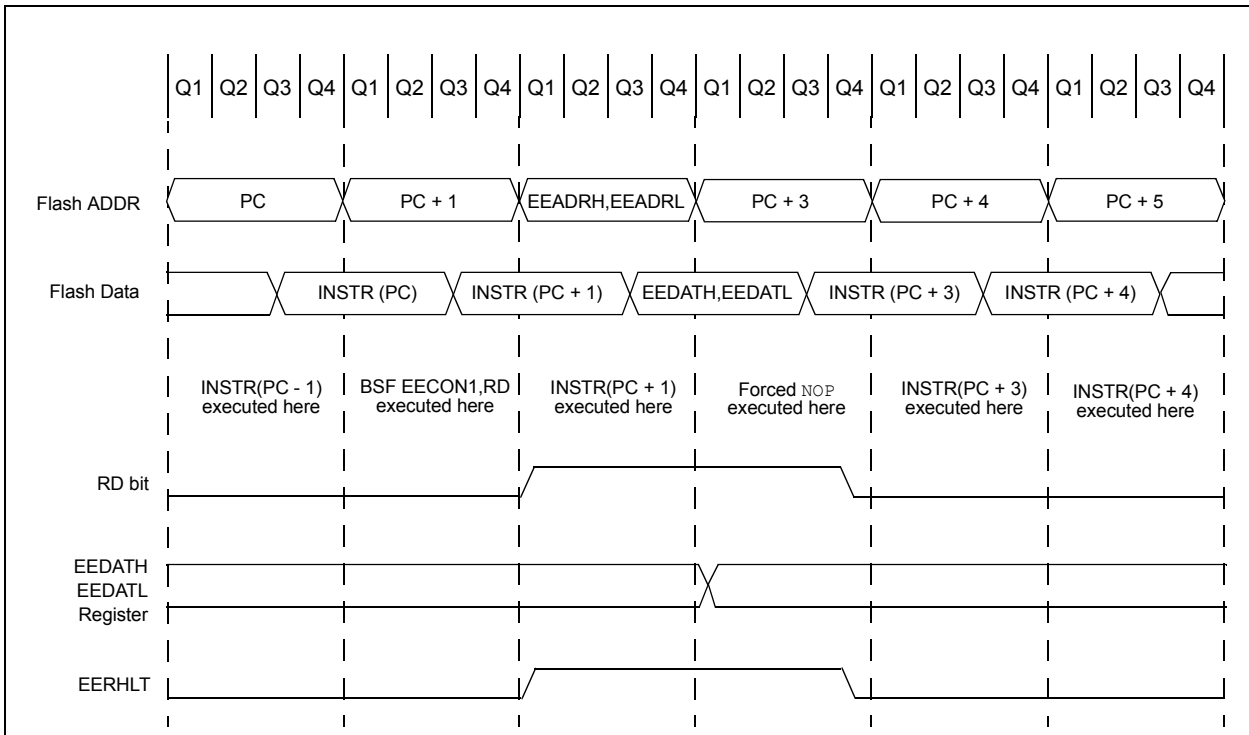 Q1 Q2 Q3 Q4 Q1 Q2 Q3 Q4 Q1 Q2 Q3 Q4 Q1 Q2 Q3 Q4 Q1 Q2 Q3 Q4 Q1 Q2 Q3 Q4
Flash ADDR PC PC + 1 EEADRH,EEADRL PC + 3 PC + 4 PC + 5
Flash Data INSTR (PC) INSTR (PC + 1) EEDATH,EEDATL INSTR (PC + 3) INSTR (PC + 4)
INSTR(PC - 1) BSF EECON1,RD INSTR(PC + 1) Forced NOP INSTR(PC + 3) INSTR(PC + 4)
executed here executed here executed here executed here executed here executed here
RD bit
EEDATH
EEDATL
Register
EERHLT